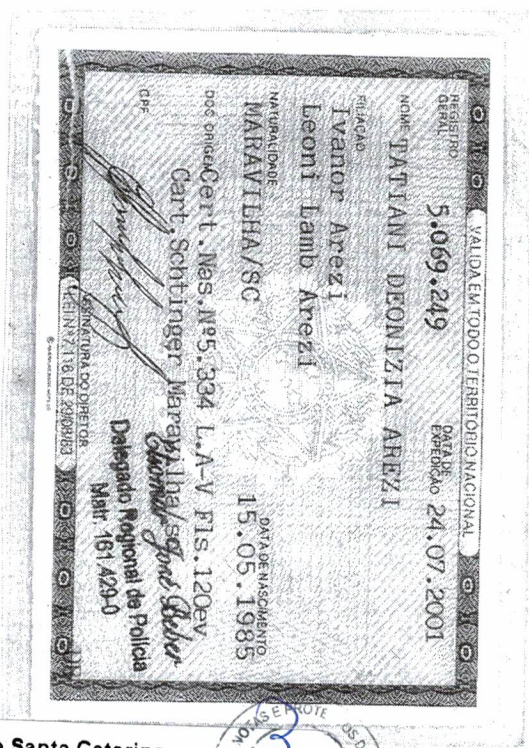 VALIDA EM TODO O TERRITÓRIO NACIONAL
REGISTRO GERAL 5.069.249 DATA DE EXPEDIÇÃO 24.07.2001
NOME TATIANI DEONIZIA AREZI
FILIAÇÃO
Ivanor Arezi
Leoni Lamb Arezi
NATURALIDADE DATA DE NASCIMENTO
MARAVILHA/SC 15.05.1985
DOC ORIGEM Cert.Nas.Nº5.334 L.A-V Fls.120ev
Cart.Schtinger Maravilha/sc
CPF
Delegado Regional de Polícia
Matr. 161.429-0
ASSINATURA DO DIRETOR
LEI Nº 7.116 DE 29/08/83
Santa Catarina
NOTAS E PROTE